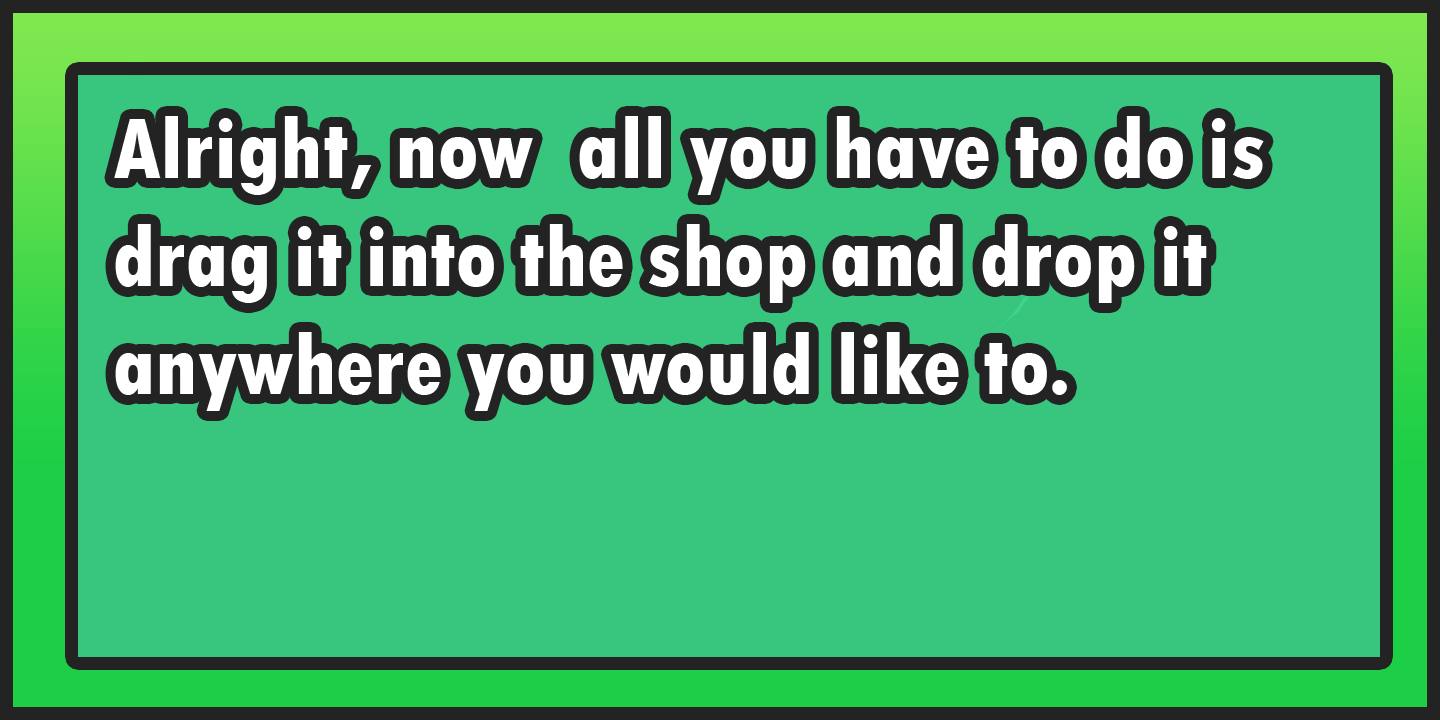 Alright, now  all you have to do is
drag it into the shop and drop it
anywhere you would like to.